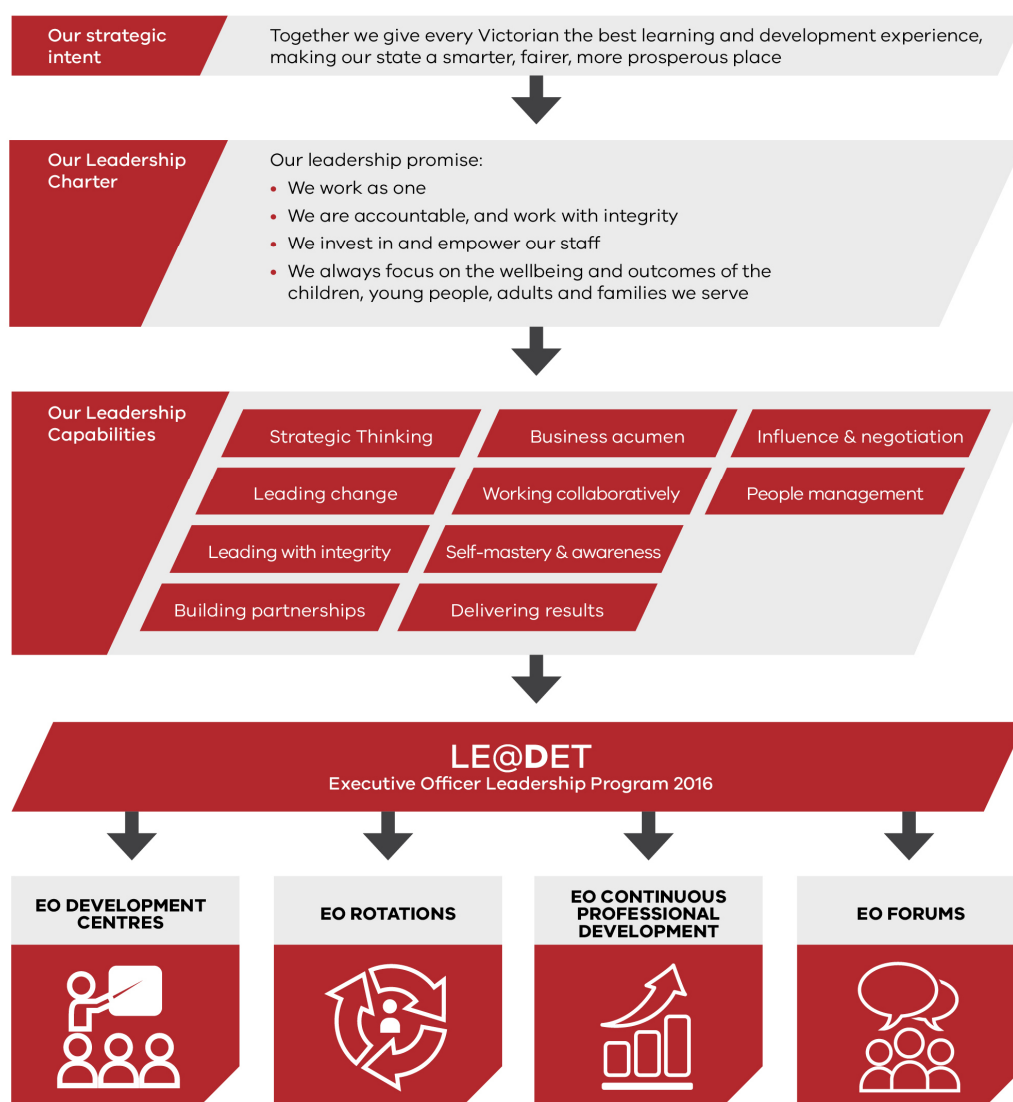 Our strategic
intent
Together we give every Victorian the best learning and development experience,
making our state a smarter, fairer, more prosperous place
Our Leadership
Charter
Our leadership promise:
• We work as one
• We are accountable, and work with integrity
• We invest in and empower our staff
• We always focus on the wellbeing and outcomes of the
children, young people, adults and families we serve
Our Leadership
Capabilities
Strategic Thinking
Business acumen
Influence & negotiation
Leading change
Working collaboratively
People management
Leading with integrity
Self-mastery & awareness
Building partnerships
Delivering results
LE@DET
Executive Officer Leadership Program 2016
EO DEVELOPMENT
CENTRES
EO ROTATIONS
EO CONTINUOUS
PROFESSIONAL
DEVELOPMENT
EO FORUMS